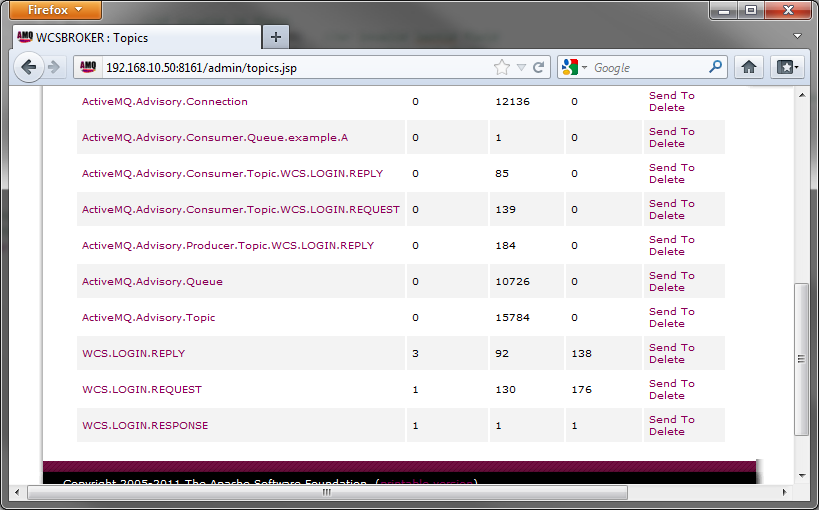 Firefox
AMQ WCSBROKER : Topics
AMQ 192.168.10.50:8161/admin/topics.jsp Google
ActiveMQ.Advisory.Connection 0 12136 0 Send To
Delete
ActiveMQ.Advisory.Consumer.Queue.example.A 0 1 0 Send To
Delete
ActiveMQ.Advisory.Consumer.Topic.WCS.LOGIN.REPLY 0 85 0 Send To
Delete
ActiveMQ.Advisory.Consumer.Topic.WCS.LOGIN.REQUEST 0 139 0 Send To
Delete
ActiveMQ.Advisory.Producer.Topic.WCS.LOGIN.REPLY 0 184 0 Send To
Delete
ActiveMQ.Advisory.Queue 0 10726 0 Send To
Delete
ActiveMQ.Advisory.Topic 0 15784 0 Send To
Delete
WCS.LOGIN.REPLY 3 92 138 Send To
Delete
WCS.LOGIN.REQUEST 1 130 176 Send To
Delete
WCS.LOGIN.RESPONSE 1 1 1 Send To
Delete
Copyright 2005-2011 The Apache Software Foundation. (printable version)